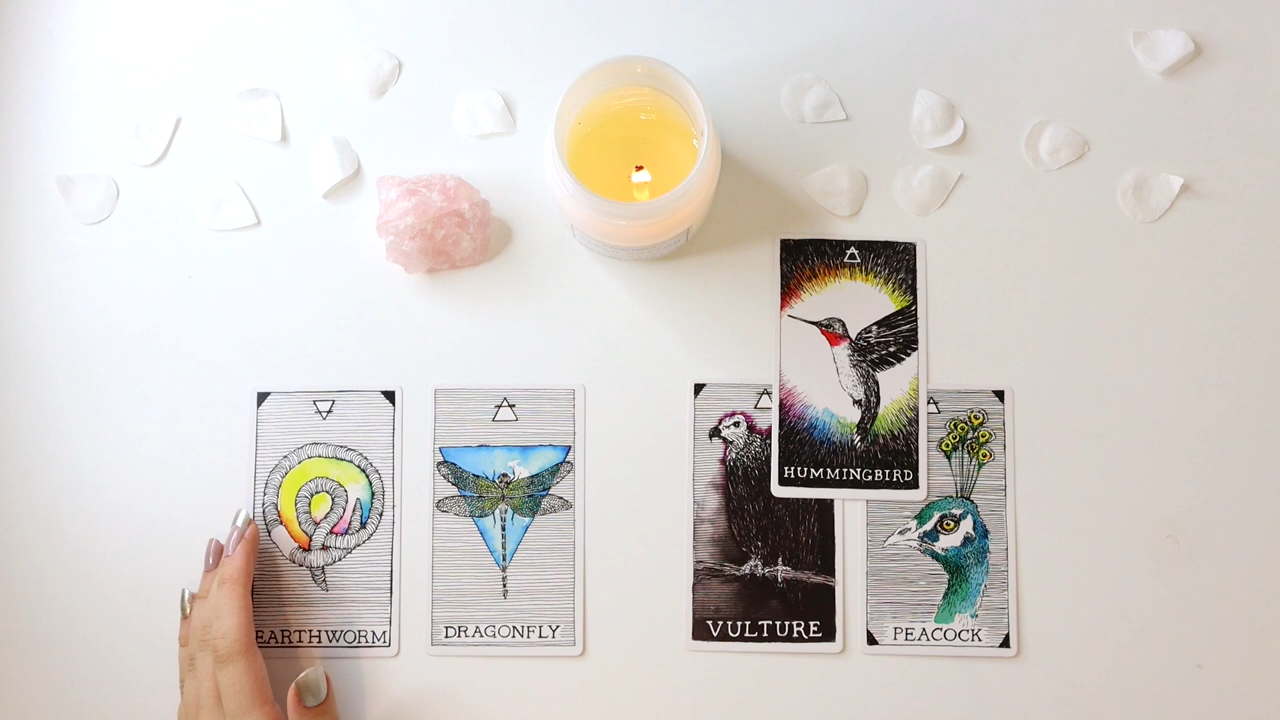 HUMMINGBIRD
EARTHWORM
DRAGONFLY
VULTURE
PEACOCK